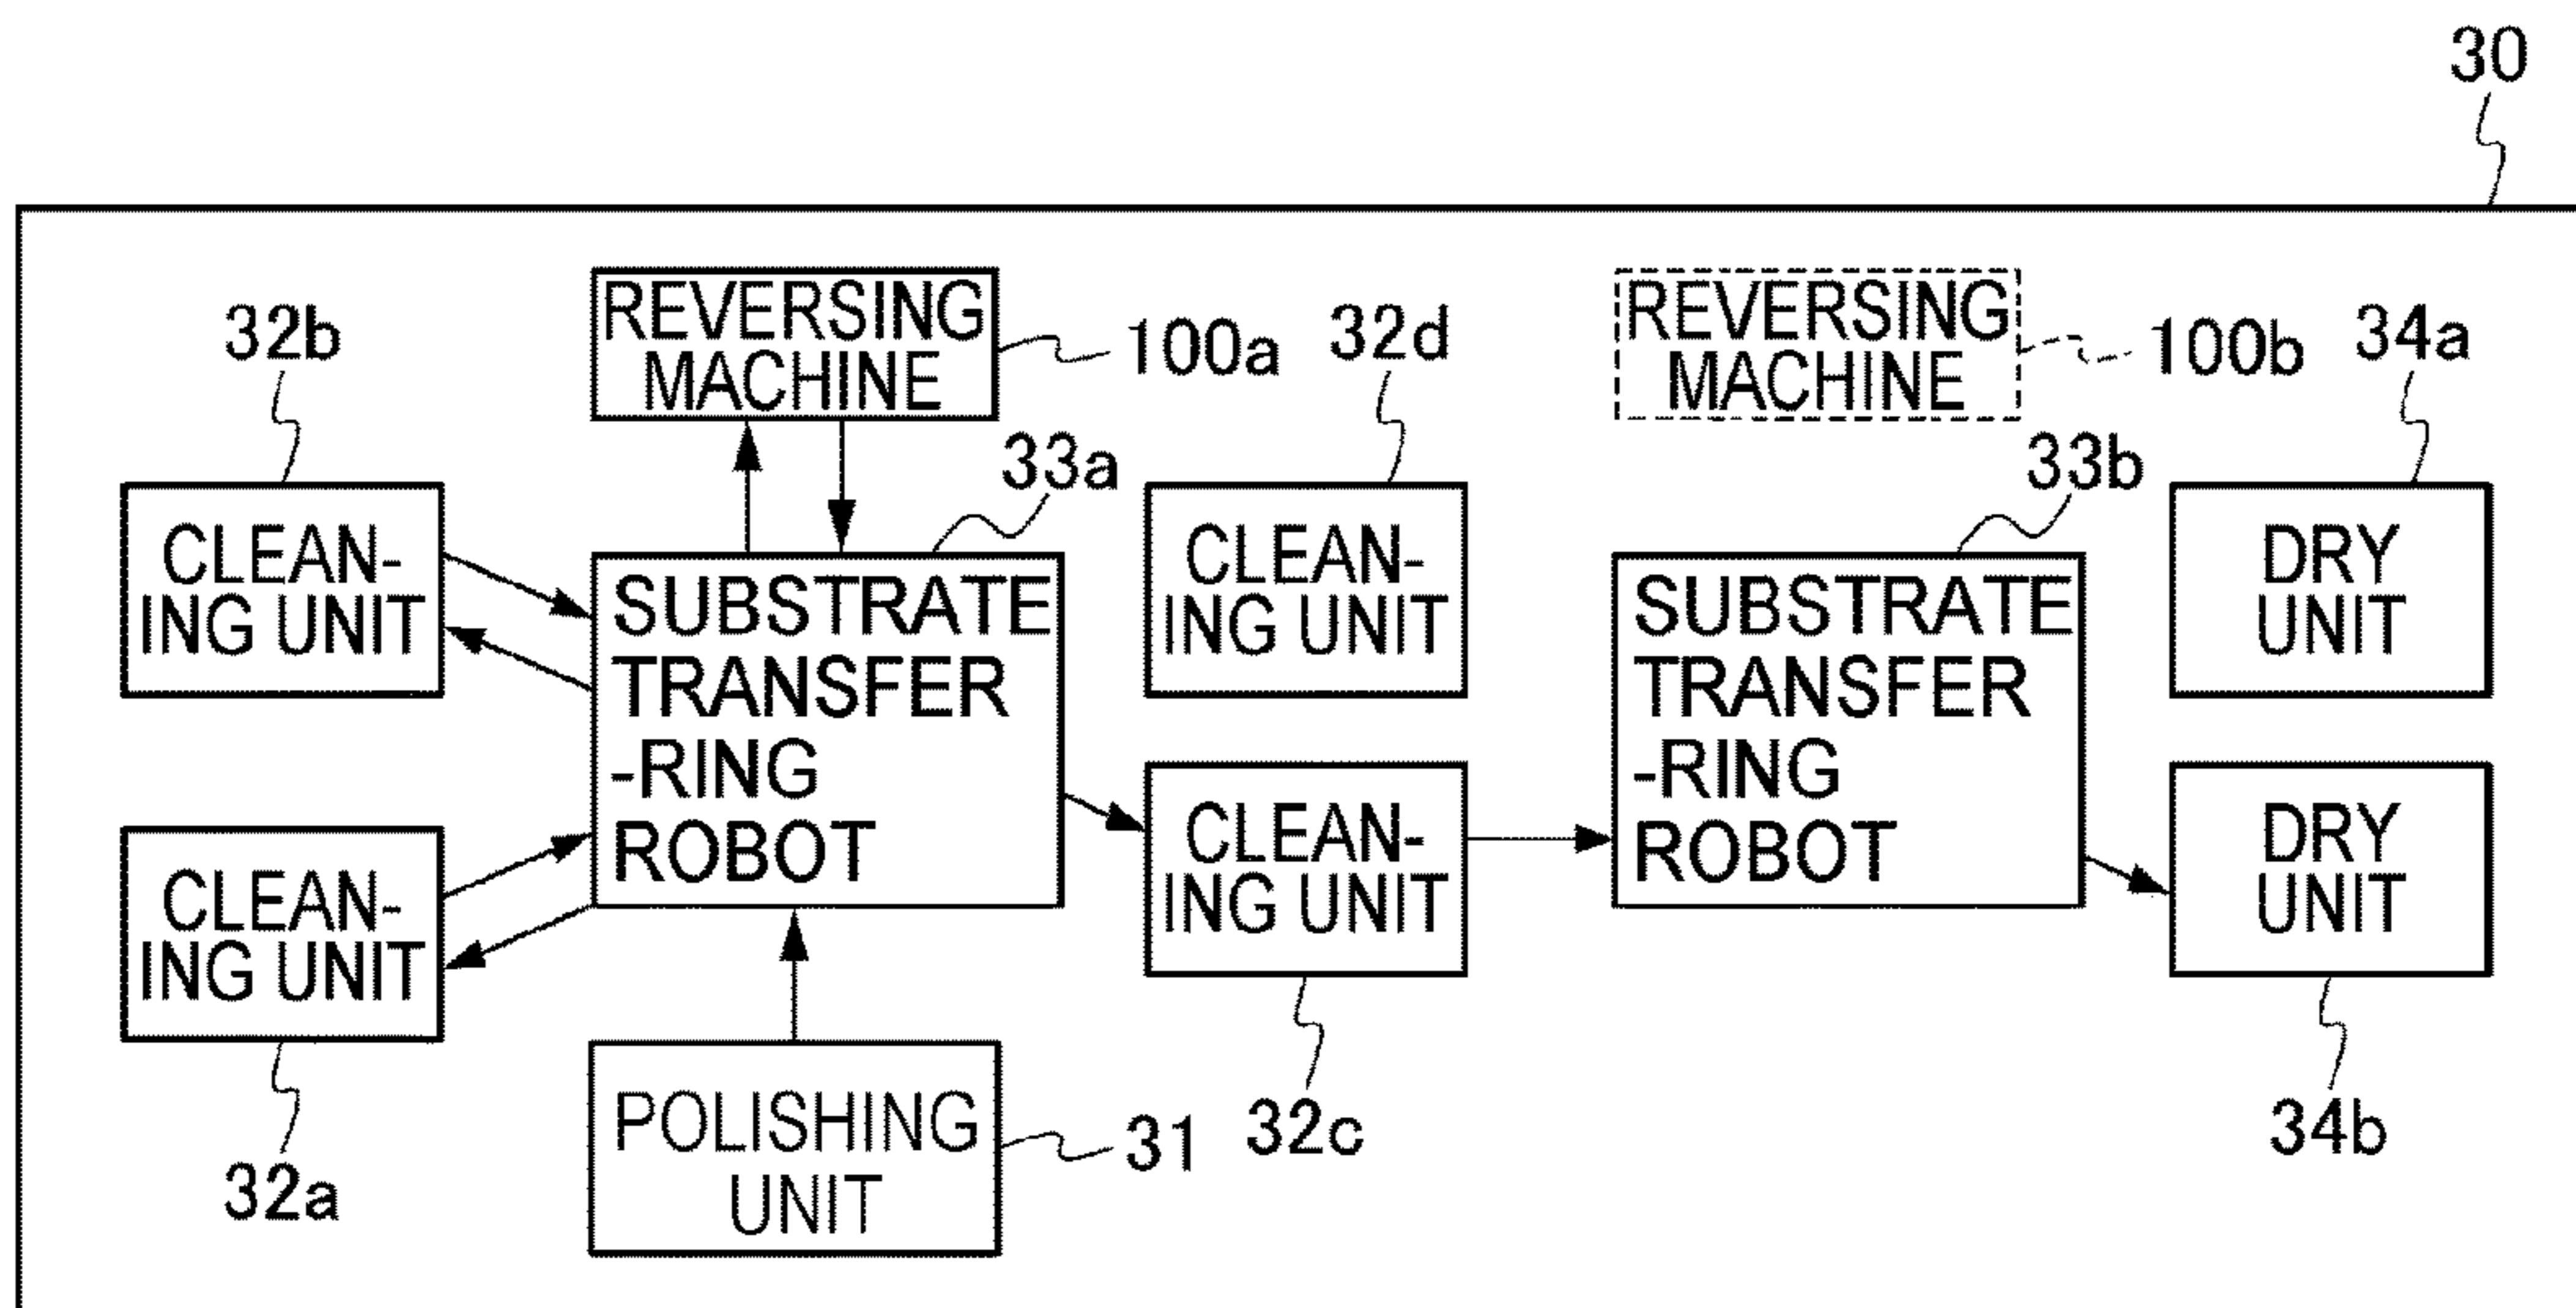 30
REVERSING
MACHINE
100a
REVERSING
MACHINE
100b
32b
32d
34a
33a
33b
CLEAN-
ING UNIT
SUBSTRATE
TRANSFER
-RING
ROBOT
CLEAN-
ING UNIT
SUBSTRATE
TRANSFER
-RING
ROBOT
DRY
UNIT
CLEAN-
ING UNIT
CLEAN-
ING UNIT
DRY
UNIT
32a
POLISHING
UNIT
31
32c
34b